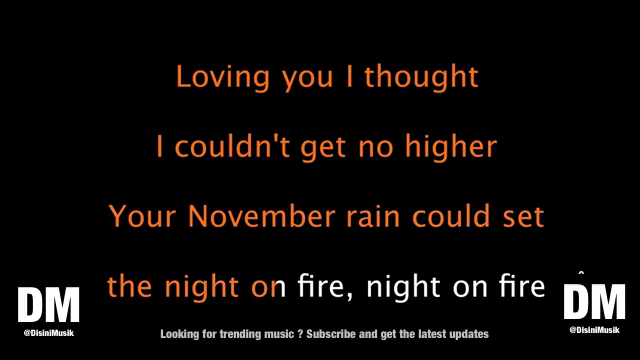 Loving you I thought
I couldn't get no higher
Your November rain could set
the night on fire, night on fire
DM
@DisiniMusik
DM
@DisiniMusik
Looking for trending music ? Subscribe and get the latest updates